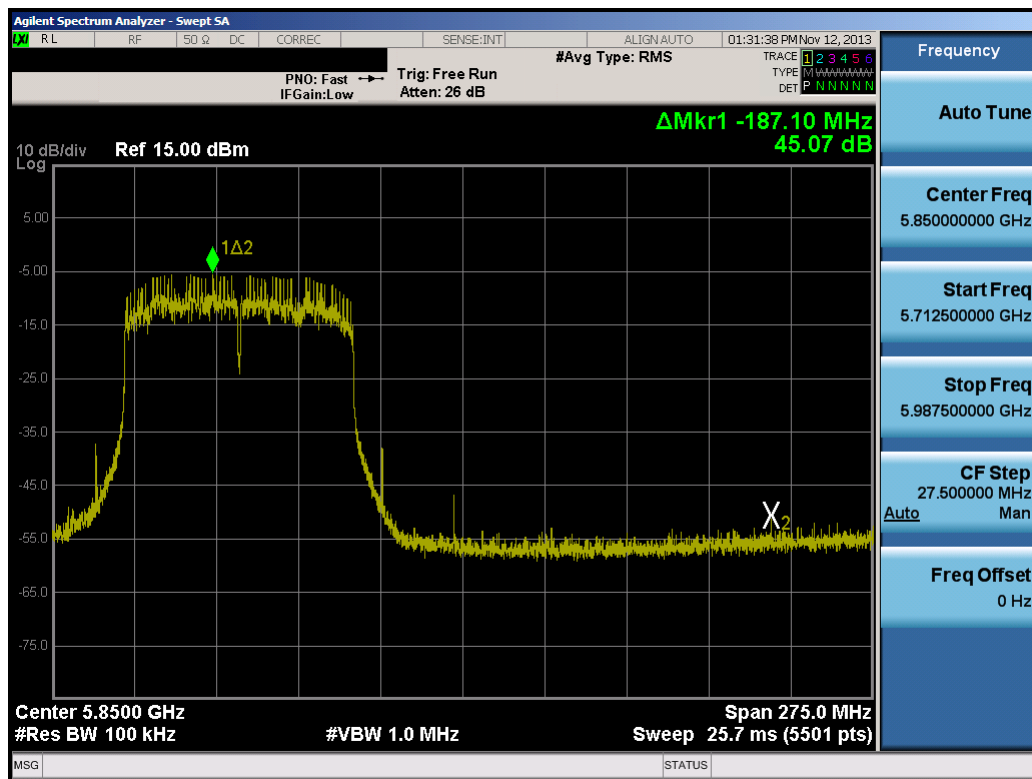 Agilent Spectrum Analyzer - Swept SA
LXI RL RF 50 Ω DC CORREC SENSE:INT ALIGN AUTO 01:31:38 PM Nov 12, 2013
PNO: Fast
IFGain:Low
Trig: Free Run
Atten: 26 dB
#Avg Type: RMS
TRACE 1 2 3 4 5 6
TYPE M W W W W W
DET P N N N N N
ΔMkr1 -187.10 MHz
45.07 dB
10 dB/div Ref 15.00 dBm
Log
5.00
1Δ2
-5.00
-15.0
-25.0
-35.0
-45.0
X2
-55.0
-65.0
-75.0
Center 5.8500 GHz Span 275.0 MHz
#Res BW 100 kHz #VBW 1.0 MHz Sweep 25.7 ms (5501 pts)
MSG STATUS
Frequency
Auto Tune
Center Freq
5.850000000 GHz
Start Freq
5.712500000 GHz
Stop Freq
5.987500000 GHz
CF Step
27.500000 MHz
Auto Man
Freq Offset
0 Hz